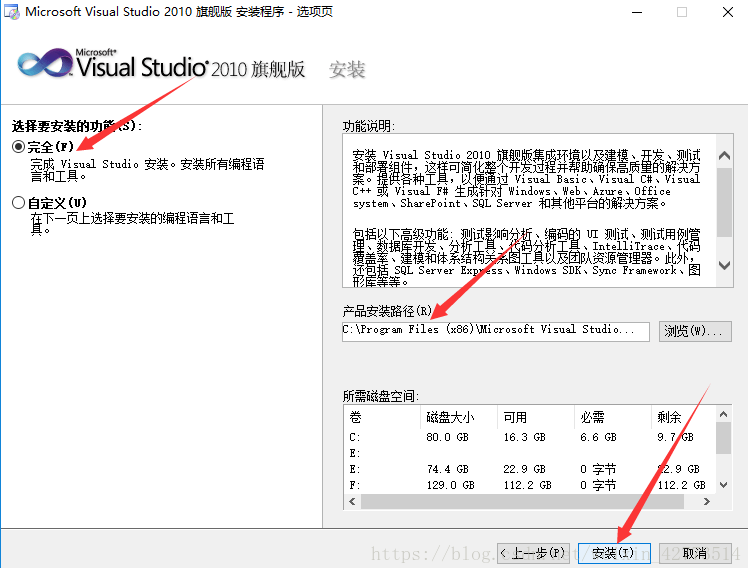 Microsoft Visual Studio 2010 旗舰版 安装程序 - 选项页
Microsoft®
Visual Studio® 2010 旗舰版 安装
选择要安装的功能(S):
完全(F)
完成 Visual Studio 安装。安装所有编程语
言和工具。
自定义(U)
在下一页上选择要安装的编程语言和工
具。
功能说明:
安装 Visual Studio 2010 旗舰版集成环境以及建模、开发、测试
和部署组件，这样可简化整个开发过程并帮助确保高质量的解决方
案。提供各种工具，以便通过 Visual Basic、Visual C#、Visual
C++ 或 Visual F# 生成针对 Windows、Web、Azure、Office
system、SharePoint、SQL Server 和其他平台的解决方案。
包括以下高级功能: 测试影响分析、编码的 UI 测试、测试用例管
理、数据库开发、分析工具、代码分析工具、IntelliTrace、代码
覆盖率、建模和体系结构关系图工具以及团队资源管理器。此外，
还包括 SQL Server Express、Windows SDK、Sync Framework、图
形库等等。
产品安装路径(R)
C:\Program Files (x86)\Microsoft Visual Studio...
浏览(W)...
所需磁盘空间:
卷 磁盘大小 可用 必需 剩余
C: 80.0 GB 16.3 GB 6.6 GB 9.7 GB
E:
E: 74.4 GB 22.9 GB 0 字节 22.9 GB
F: 129.0 GB 112.2 GB 0 字节 112.2 GB
< 上一步(P) 安装(I) 取消